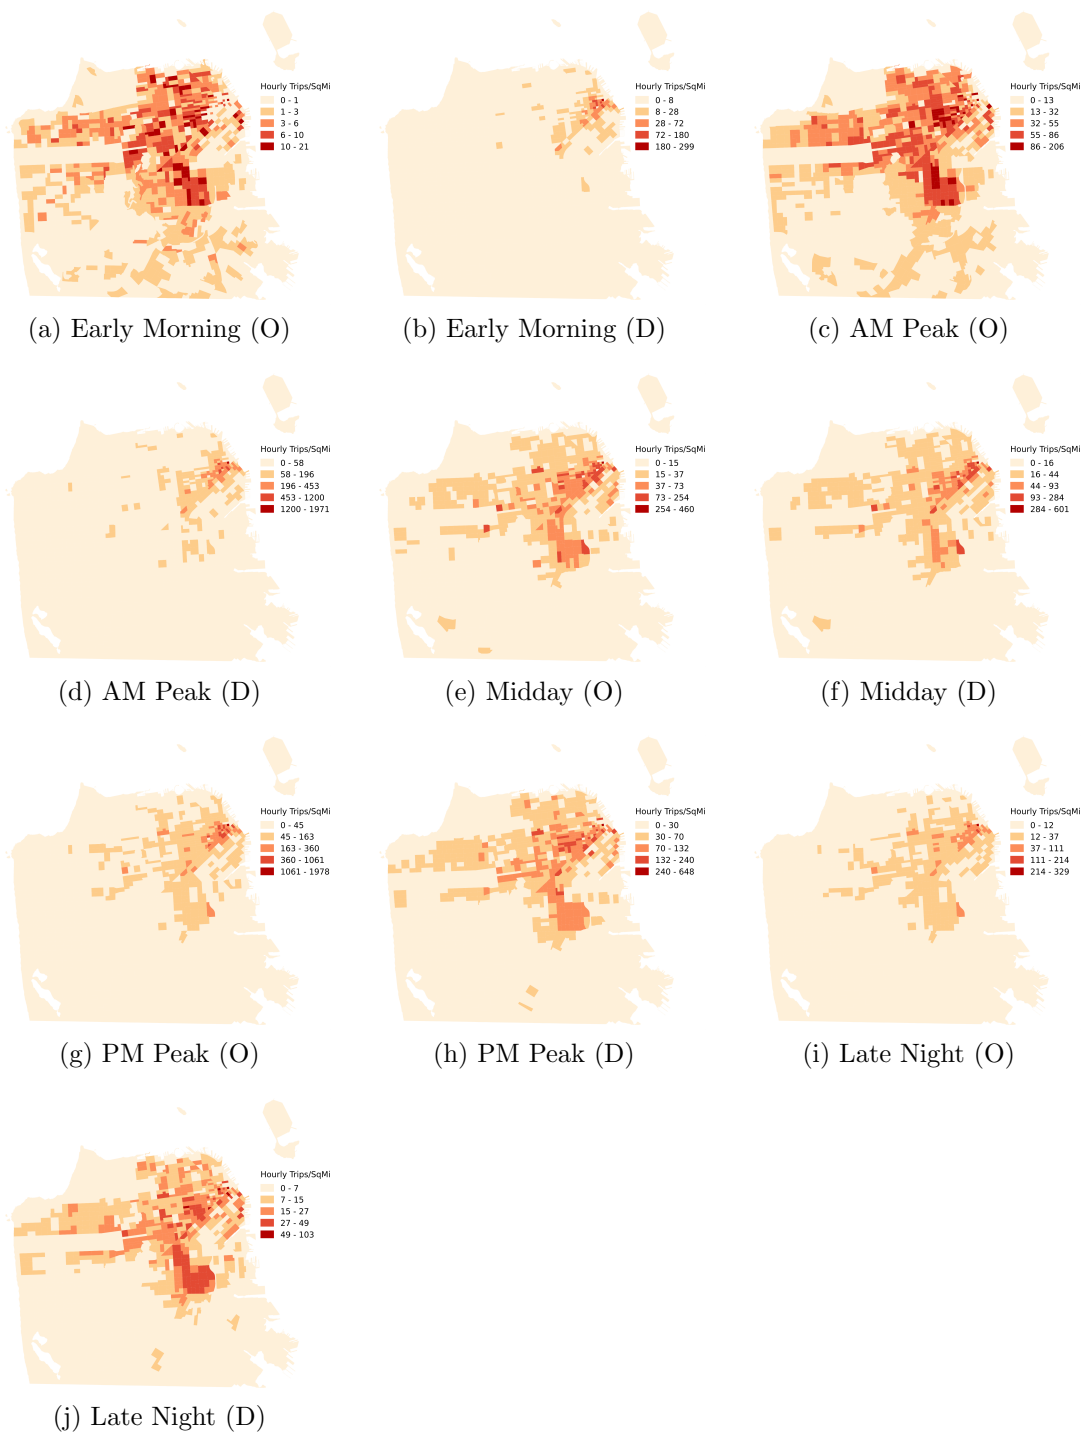 Hourly Trips/SqMi
0 - 1
1 - 3
3 - 6
6 - 10
10 - 21
(a) Early Morning (O)
Hourly Trips/SqMi
0 - 8
8 - 28
28 - 72
72 - 180
180 - 299
(b) Early Morning (D)
Hourly Trips/SqMi
0 - 13
13 - 32
32 - 55
55 - 86
86 - 206
(c) AM Peak (O)
Hourly Trips/SqMi
0 - 58
58 - 196
196 - 453
453 - 1200
1200 - 1971
(d) AM Peak (D)
Hourly Trips/SqMi
0 - 15
15 - 37
37 - 73
73 - 254
254 - 460
(e) Midday (O)
Hourly Trips/SqMi
0 - 16
16 - 44
44 - 93
93 - 284
284 - 601
(f) Midday (D)
Hourly Trips/SqMi
0 - 45
45 - 163
163 - 360
360 - 1061
1061 - 1978
(g) PM Peak (O)
Hourly Trips/SqMi
0 - 30
30 - 70
70 - 132
132 - 240
240 - 648
(h) PM Peak (D)
Hourly Trips/SqMi
0 - 12
12 - 37
37 - 111
111 - 214
214 - 329
(i) Late Night (O)
Hourly Trips/SqMi
0 - 7
7 - 15
15 - 27
27 - 49
49 - 103
(j) Late Night (D)